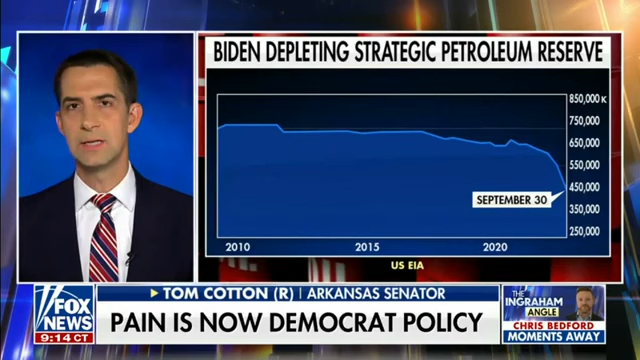 BIDEN DEPLETING STRATEGIC PETROLEUM RESERVE
850,000 K
750,000
650,000
550,000
450,000
350,000
250,000
SEPTEMBER 30
2010 2015 2020
US EIA
TOM COTTON (R) | ARKANSAS SENATOR
PAIN IS NOW DEMOCRAT POLICY
FOX
NEWS
9:14 CT
THE
INGRAHAM
ANGLE
CHRIS BEDFORD
MOMENTS AWAY